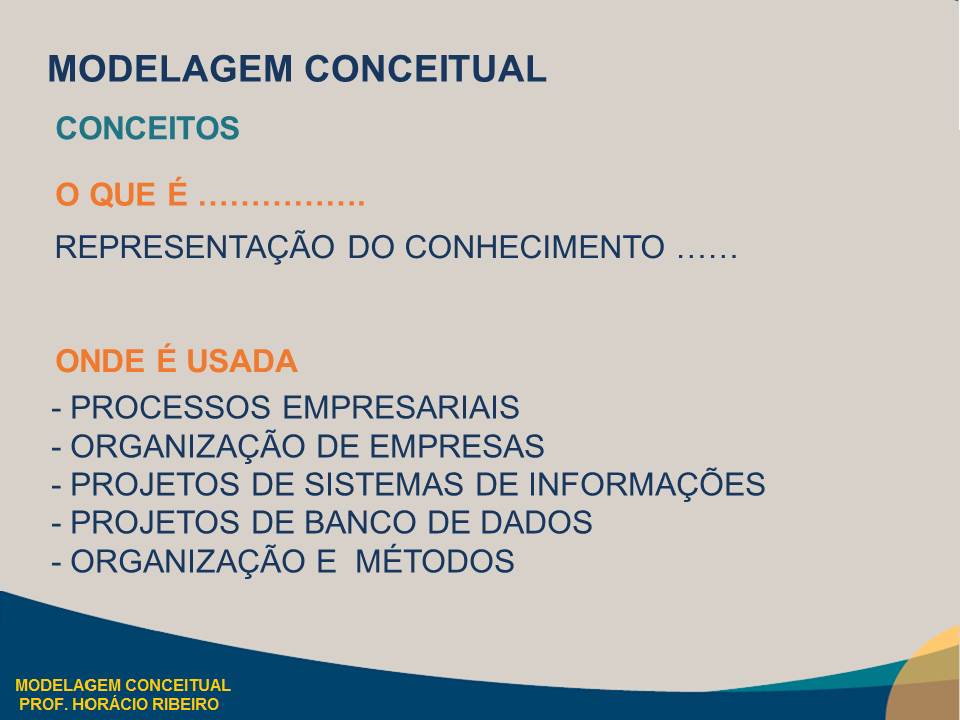 MODELAGEM CONCEITUAL
CONCEITOS
O QUE É …………….
REPRESENTAÇÃO DO CONHECIMENTO ……
ONDE É USADA
- PROCESSOS EMPRESARIAIS
- ORGANIZAÇÃO DE EMPRESAS
- PROJETOS DE SISTEMAS DE INFORMAÇÕES
- PROJETOS DE BANCO DE DADOS
- ORGANIZAÇÃO E  MÉTODOS
MODELAGEM CONCEITUAL
PROF. HORÁCIO RIBEIRO